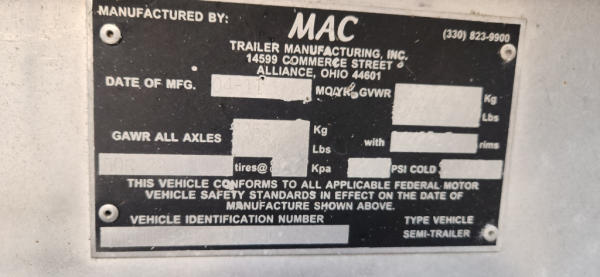 MANUFACTURED BY: MAC (330) 823-9900
TRAILER MANUFACTURING, INC.
14599 COMMERCE STREET
ALLIANCE, OHIO 44601
DATE OF MFG. MO/YR. GVWR Kg
Lbs
GAWR ALL AXLES Kg
Lbs with rims
tires@ Kpa PSI COLD
THIS VEHICLE CONFORMS TO ALL APPLICABLE FEDERAL MOTOR
VEHICLE SAFETY STANDARDS IN EFFECT ON THE DATE OF
MANUFACTURE SHOWN ABOVE.
VEHICLE IDENTIFICATION NUMBER TYPE VEHICLE
SEMI-TRAILER